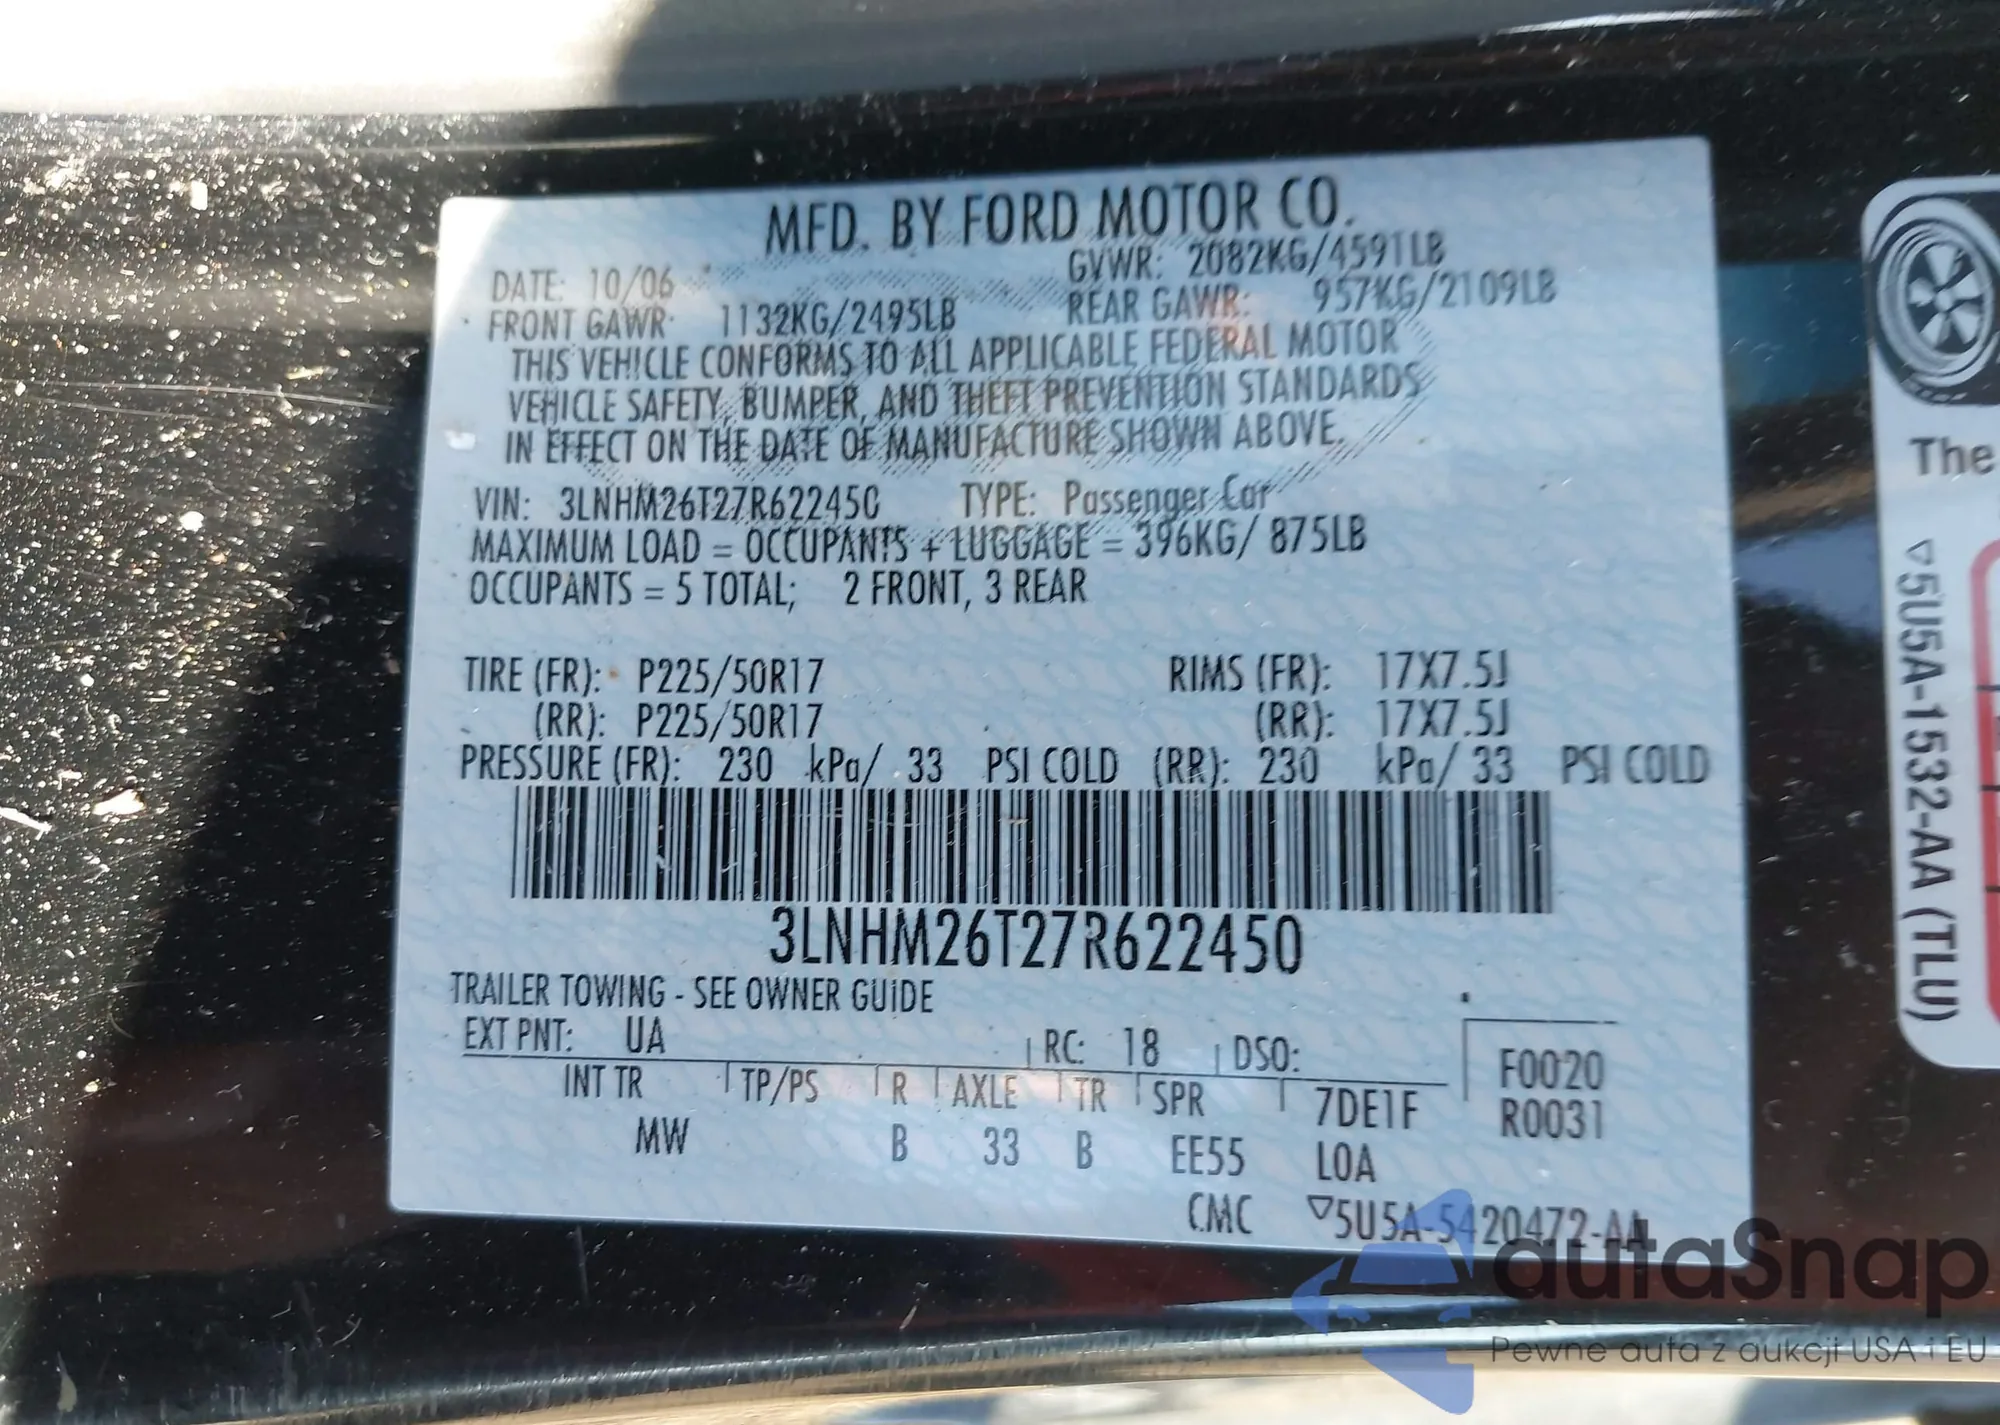 MFD. BY FORD MOTOR CO.
DATE: 10/06 GVWR: 2082KG/4591LB
FRONT GAWR: 1132KG/2495LB REAR GAWR: 957KG/2109LB
THIS VEHICLE CONFORMS TO ALL APPLICABLE FEDERAL MOTOR
VEHICLE SAFETY, BUMPER, AND THEFT PREVENTION STANDARDS
IN EFFECT ON THE DATE OF MANUFACTURE SHOWN ABOVE.
VIN: 3LNHM26T27R622450 TYPE: Passenger Car
MAXIMUM LOAD = OCCUPANTS + LUGGAGE = 396KG/ 875LB
OCCUPANTS = 5 TOTAL; 2 FRONT, 3 REAR
TIRE (FR): P225/50R17 RIMS (FR): 17X7.5J
(RR): P225/50R17 (RR): 17X7.5J
PRESSURE (FR): 230 kPa/ 33 PSI COLD (RR): 230 kPa/ 33 PSI COLD
3LNHM26T27R622450
TRAILER TOWING - SEE OWNER GUIDE
EXT PNT: UA RC: 18 DSO:
F0020
INT TR TP/PS R AXLE TR SPR 7DE1F
R0031
MW B 33 B EE55 LOA
CMC ▽5U5A-5420472-AA
The
▽5U5A-1532-AA (TLU)
autaSnap
Pewne auta z aukcji USA i EU